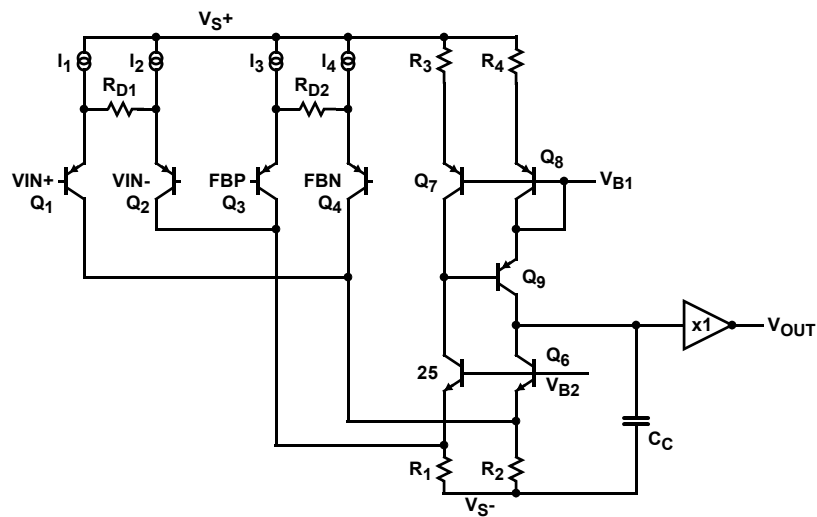 VS+
I1
I2
I3
I4
R3
R4
RD1
RD2
Q8
VIN+
VIN-
FBP
FBN
Q7
VB1
Q1
Q2
Q3
Q4
Q9
x1
VOUT
Q6
25
VB2
CC
R1
R2
VS-